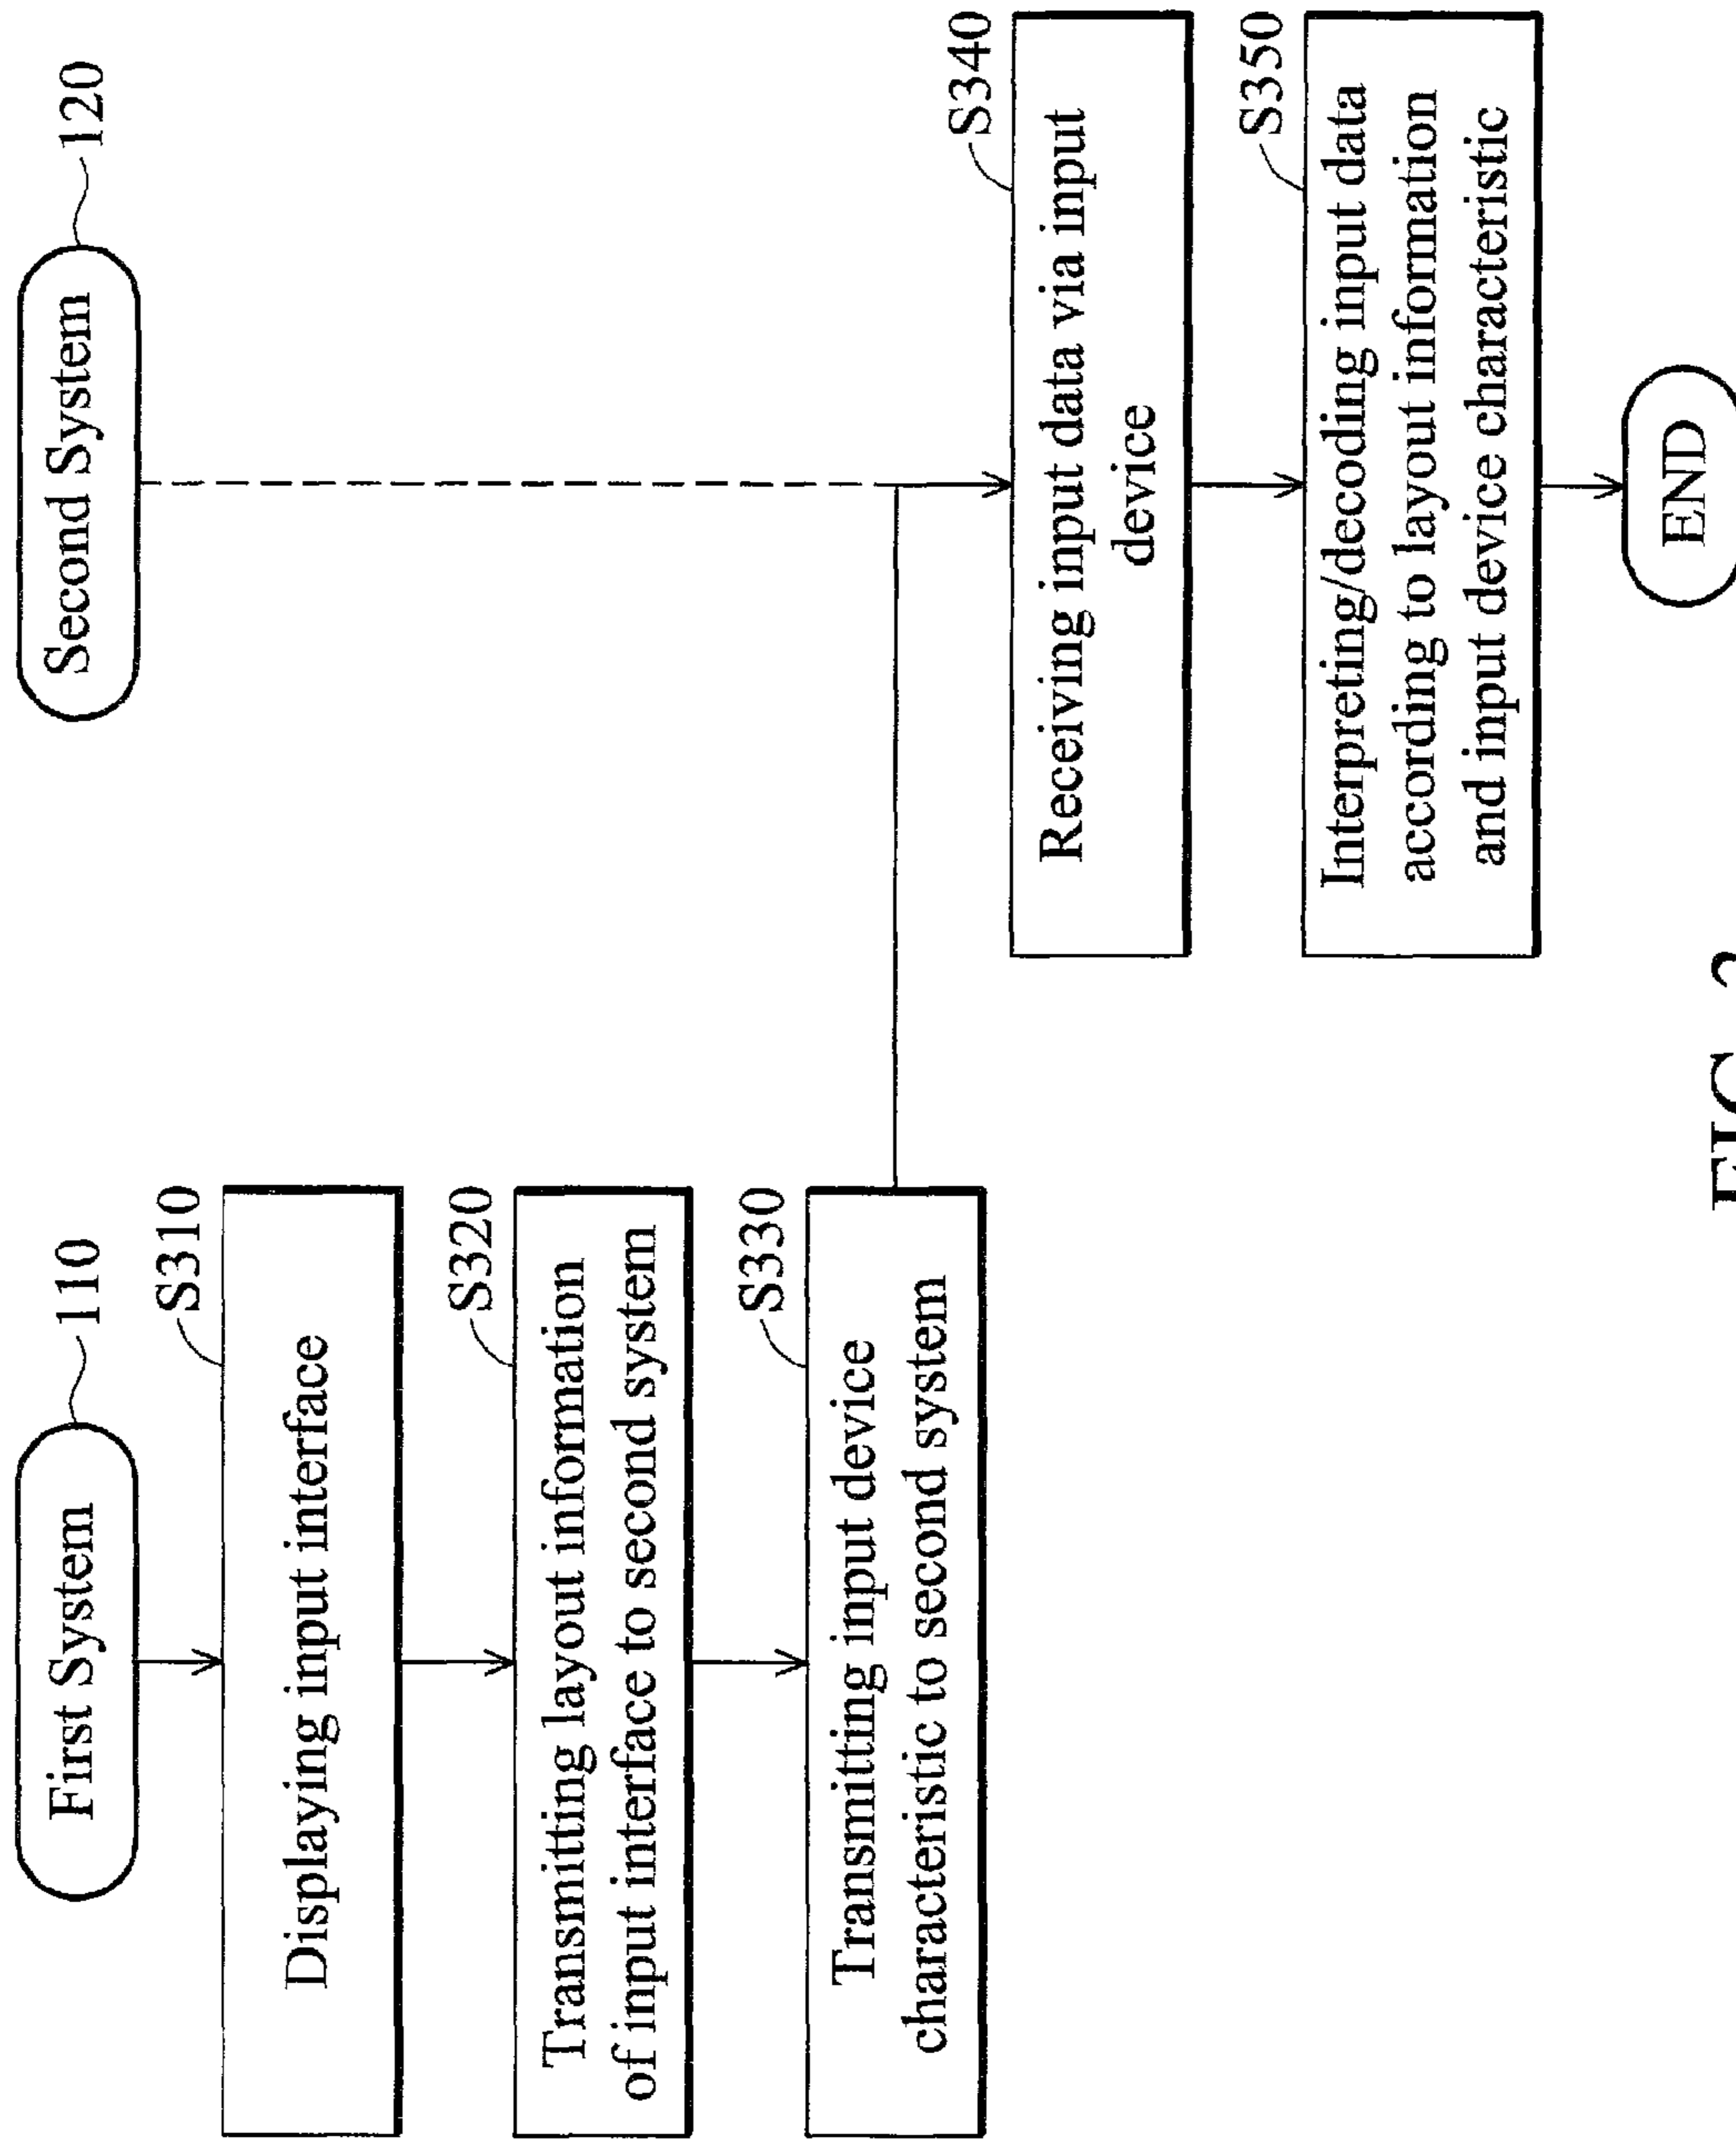 First System
110
S310
Displaying input interface
S320
Transmitting layout information
of input interface to second system
S330
Transmitting input device
characteristic to second system
Second System
120
S340
Receiving input data via input
device
S350
Interpreting/decoding input data
according to layout information
and input device characteristic
END